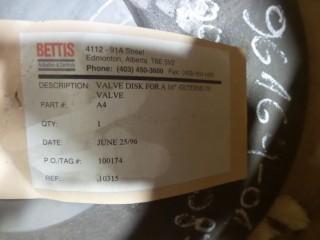 BETTIS
4112 - 91A Street
Edmonton, Alberta T6E 5V2
Phone: (403) 450-3600 Fax:
DESCRIPTION: VALVE DISK FOR A 16"
VALVE
PART #: A4
QTY: 1
DATE: JUNE 25/96
P.O./TAG #: 100174
REF: 10315